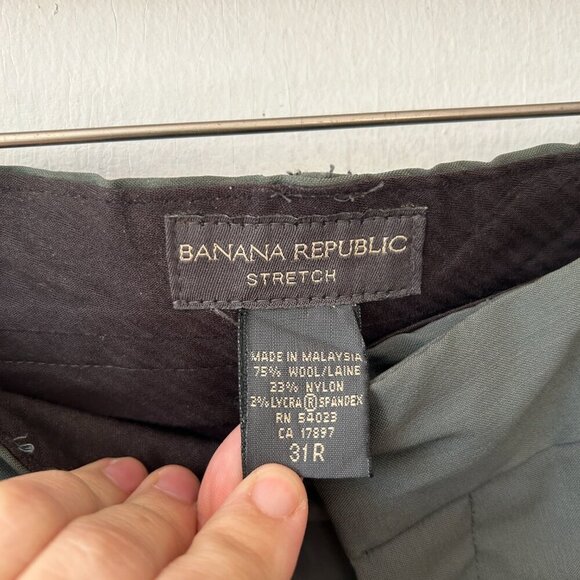 BANANA REPUBLIC
STRETCH
MADE IN MALAYSIA
75% WOOL/LAINE
23% NYLON
2% LYCRA ® SPANDEX
RN 54023
CA 17897
31R